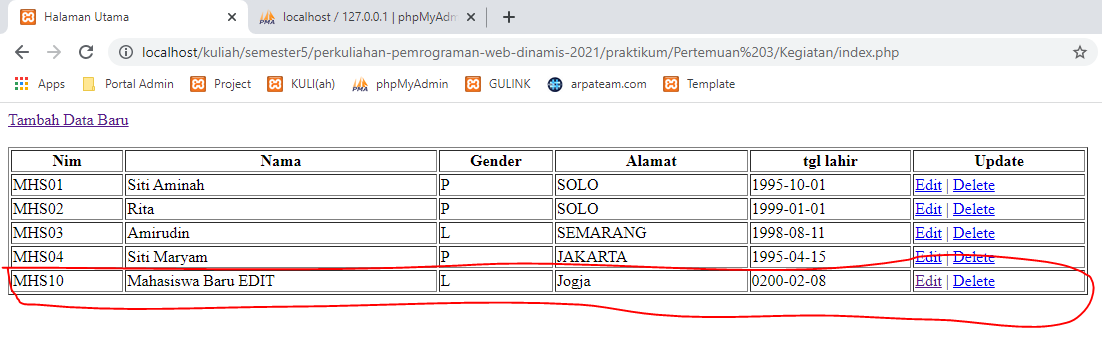 Halaman Utama
localhost / 127.0.0.1 | phpMyAdm
localhost/kuliah/semester5/perkuliahan-pemrograman-web-dinamis-2021/praktikum/Pertemuan%203/Kegiatan/index.php
Apps Portal Admin Project KULI(ah) phpMyAdmin GULINK arpateam.com Template
Tambah Data Baru
Nim Nama Gender Alamat tgl lahir Update
MHS01 Siti Aminah P SOLO 1995-10-01 Edit | Delete
MHS02 Rita P SOLO 1999-01-01 Edit | Delete
MHS03 Amirudin L SEMARANG 1998-08-11 Edit | Delete
MHS04 Siti Maryam P JAKARTA 1995-04-15 Edit | Delete
MHS10 Mahasiswa Baru EDIT L Jogja 0200-02-08 Edit | Delete